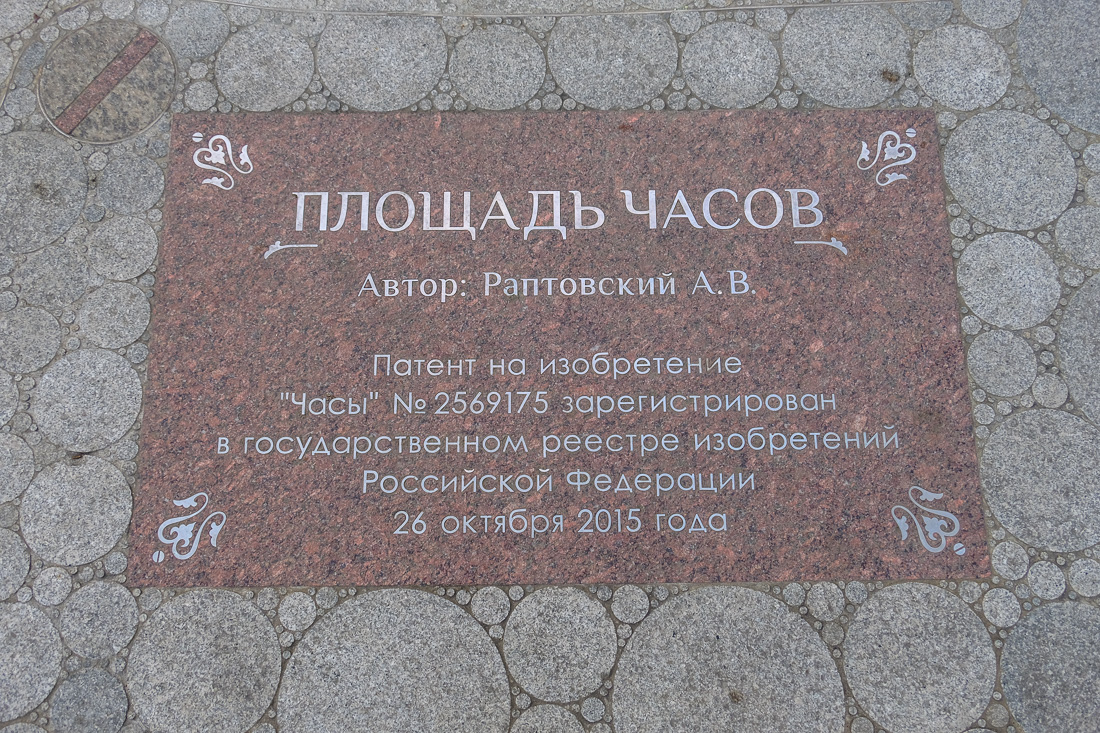 ПЛОЩАДЬ ЧАСОВ
Автор: Раптовский А.В.
Патент на изобретение
"Часы" № 2569175 зарегистрирован
в государственном реестре изобретений
Российской Федерации
26 октября 2015 года